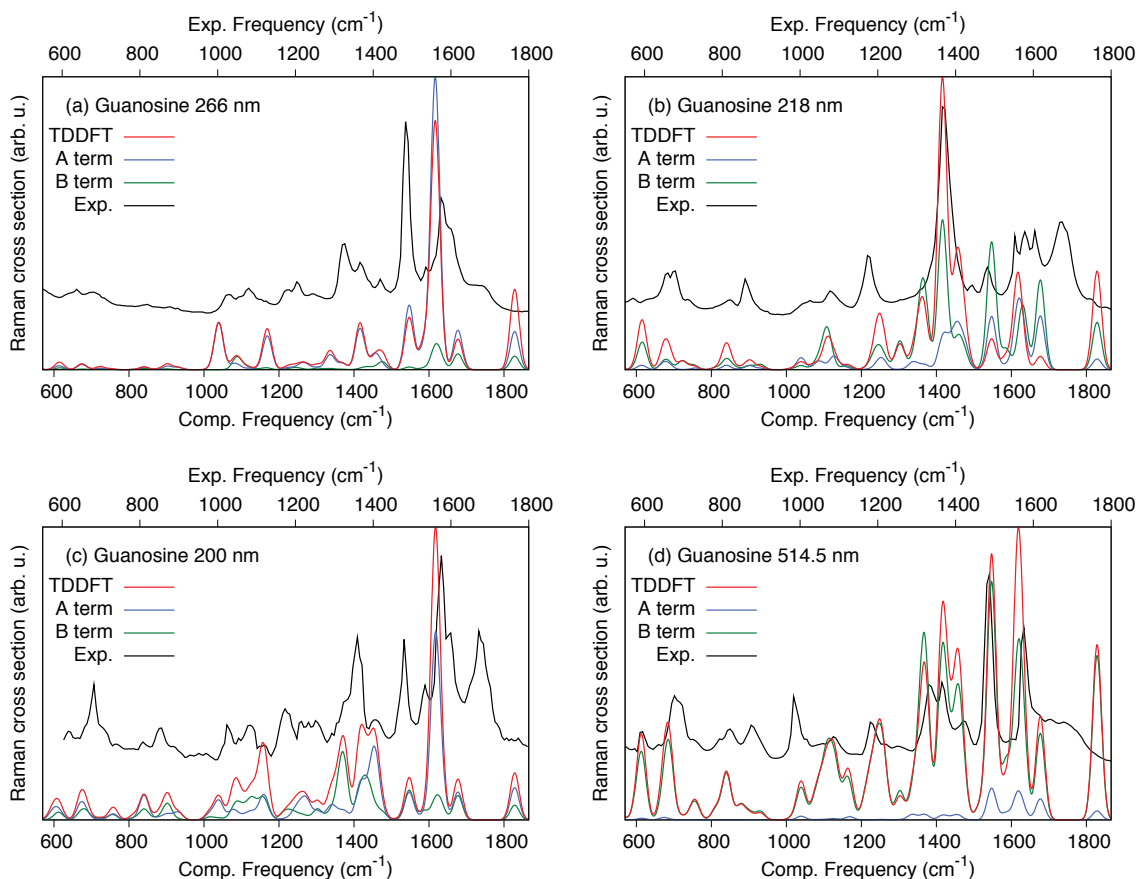 Exp. Frequency (cm⁻¹)
600 800 1000 1200 1400 1600 1800
Raman cross section (arb. u.)
(a) Guanosine 266 nm
TDDFT
A term
B term
Exp.
600 800 1000 1200 1400 1600 1800
Comp. Frequency (cm⁻¹)
Exp. Frequency (cm⁻¹)
600 800 1000 1200 1400 1600 1800
Raman cross section (arb. u.)
(b) Guanosine 218 nm
TDDFT
A term
B term
Exp.
600 800 1000 1200 1400 1600 1800
Comp. Frequency (cm⁻¹)
Exp. Frequency (cm⁻¹)
600 800 1000 1200 1400 1600 1800
Raman cross section (arb. u.)
(c) Guanosine 200 nm
TDDFT
A term
B term
Exp.
600 800 1000 1200 1400 1600 1800
Comp. Frequency (cm⁻¹)
Exp. Frequency (cm⁻¹)
600 800 1000 1200 1400 1600 1800
Raman cross section (arb. u.)
(d) Guanosine 514.5 nm
TDDFT
A term
B term
Exp.
600 800 1000 1200 1400 1600 1800
Comp. Frequency (cm⁻¹)